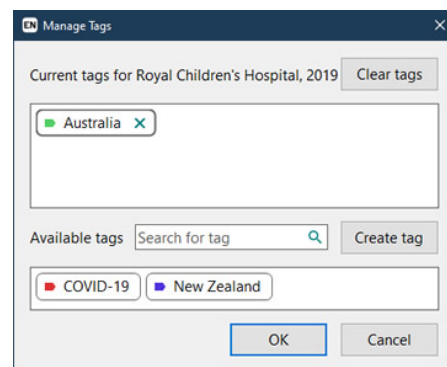 EN Manage Tags
Current tags for Royal Children's Hospital, 2019 Clear tags
Australia
Available tags Search for tag Create tag
COVID-19 New Zealand
OK Cancel